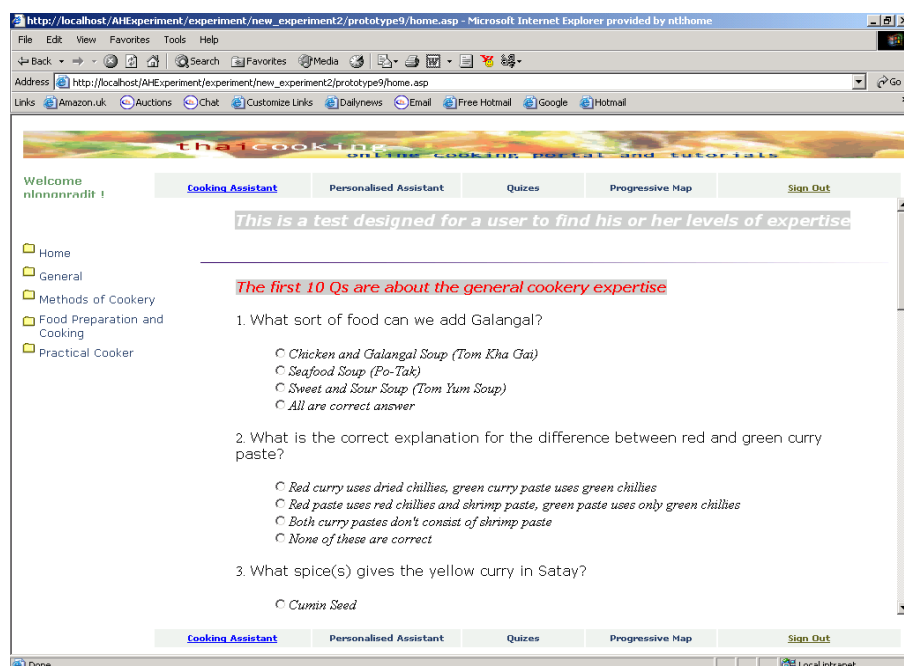 http://localhost/AHExperiment/experiment/new_experiment2/prototype9/home.asp - Microsoft Internet Explorer provided by ntl:home
File Edit View Favorites Tools Help
Back Search Favorites Media
Address http://localhost/AHExperiment/experiment/new_experiment2/prototype9/home.asp Go
Links Amazon.uk Auctions Chat Customize Links Dailynews Email Free Hotmail Google Hotmail
thaicooking
online cooking portal and tutorials
Welcome
Cooking Assistant Personalised Assistant Quizes Progressive Map Sign Out
This is a test designed for a user to find his or her levels of expertise
Home
General
Methods of Cookery
Food Preparation and
Cooking
Practical Cooker
The first 10 Qs are about the general cookery expertise
1. What sort of food can we add Galangal?
Chicken and Galangal Soup (Tom Kha Gai)
Seafood Soup (Po-Tak)
Sweet and Sour Soup (Tom Yum Soup)
All are correct answer
2. What is the correct explanation for the difference between red and green curry
paste?
Red curry uses dried chillies, green curry paste uses green chillies
Red paste uses red chillies and shrimp paste, green paste uses only green chillies
Both curry pastes don't consist of shrimp paste
None of these are correct
3. What spice(s) gives the yellow curry in Satay?
Cumin Seed
Cooking Assistant Personalised Assistant Quizes Progressive Map Sign Out
Done Local intranet